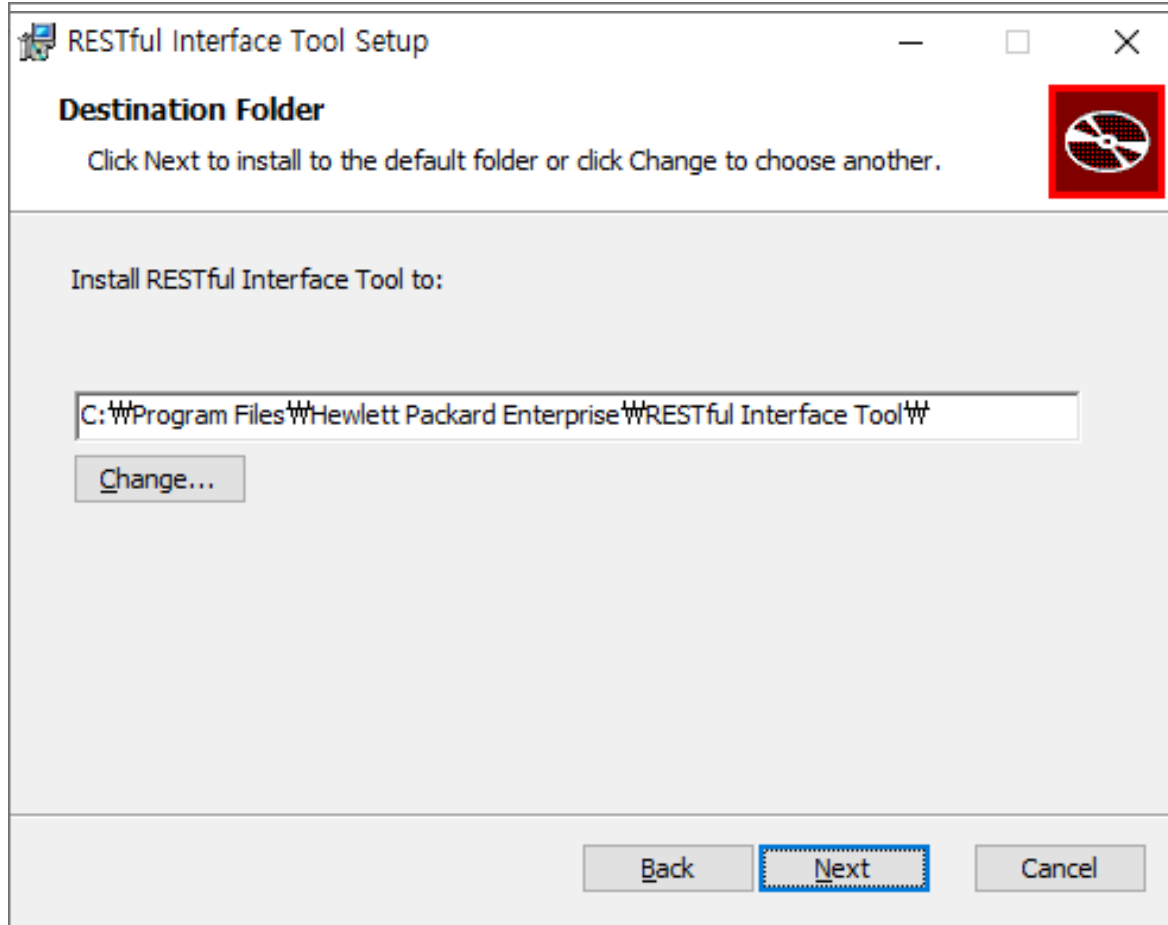 RESTful Interface Tool Setup
Destination Folder
Click Next to install to the default folder or click Change to choose another.
Install RESTful Interface Tool to:
C:₩Program Files₩Hewlett Packard Enterprise₩RESTful Interface Tool₩
Change...
Back Next Cancel